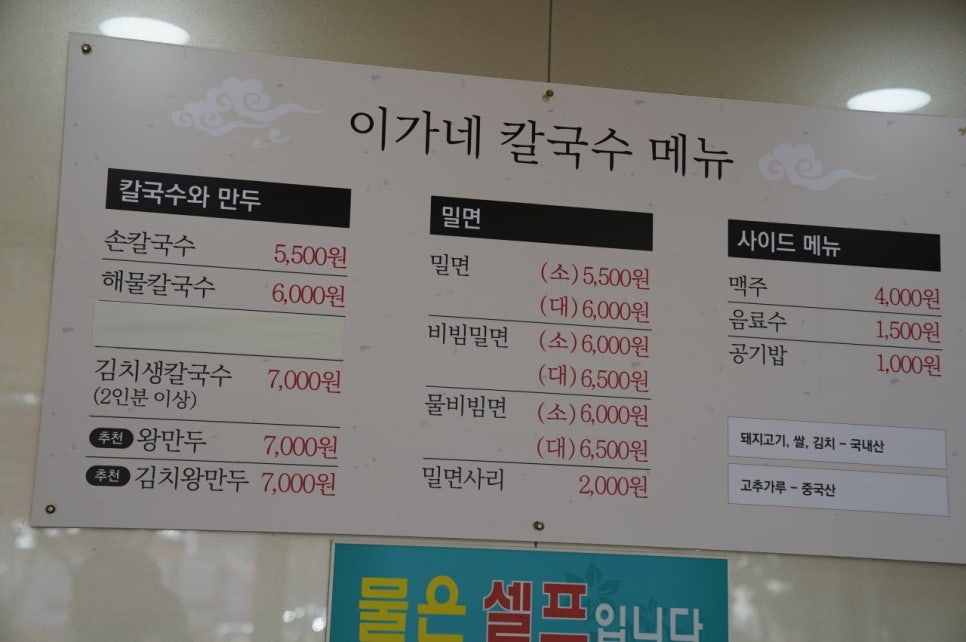 이가네 칼국수 메뉴
칼국수와 만두
손칼국수 5,500원
해물칼국수 6,000원
김치생칼국수 7,000원
(2인분 이상)
추천 왕만두 7,000원
추천 김치왕만두 7,000원
밀면
밀면 (소) 5,500원
(대) 6,000원
비빔밀면 (소) 6,000원
(대) 6,500원
물비빔면 (소) 6,000원
(대) 6,500원
밀면사리 2,000원
사이드 메뉴
맥주 4,000원
음료수 1,500원
공기밥 1,000원
돼지고기, 쌀, 김치 - 국내산
고추가루 - 중국산
물은 셀프입니다